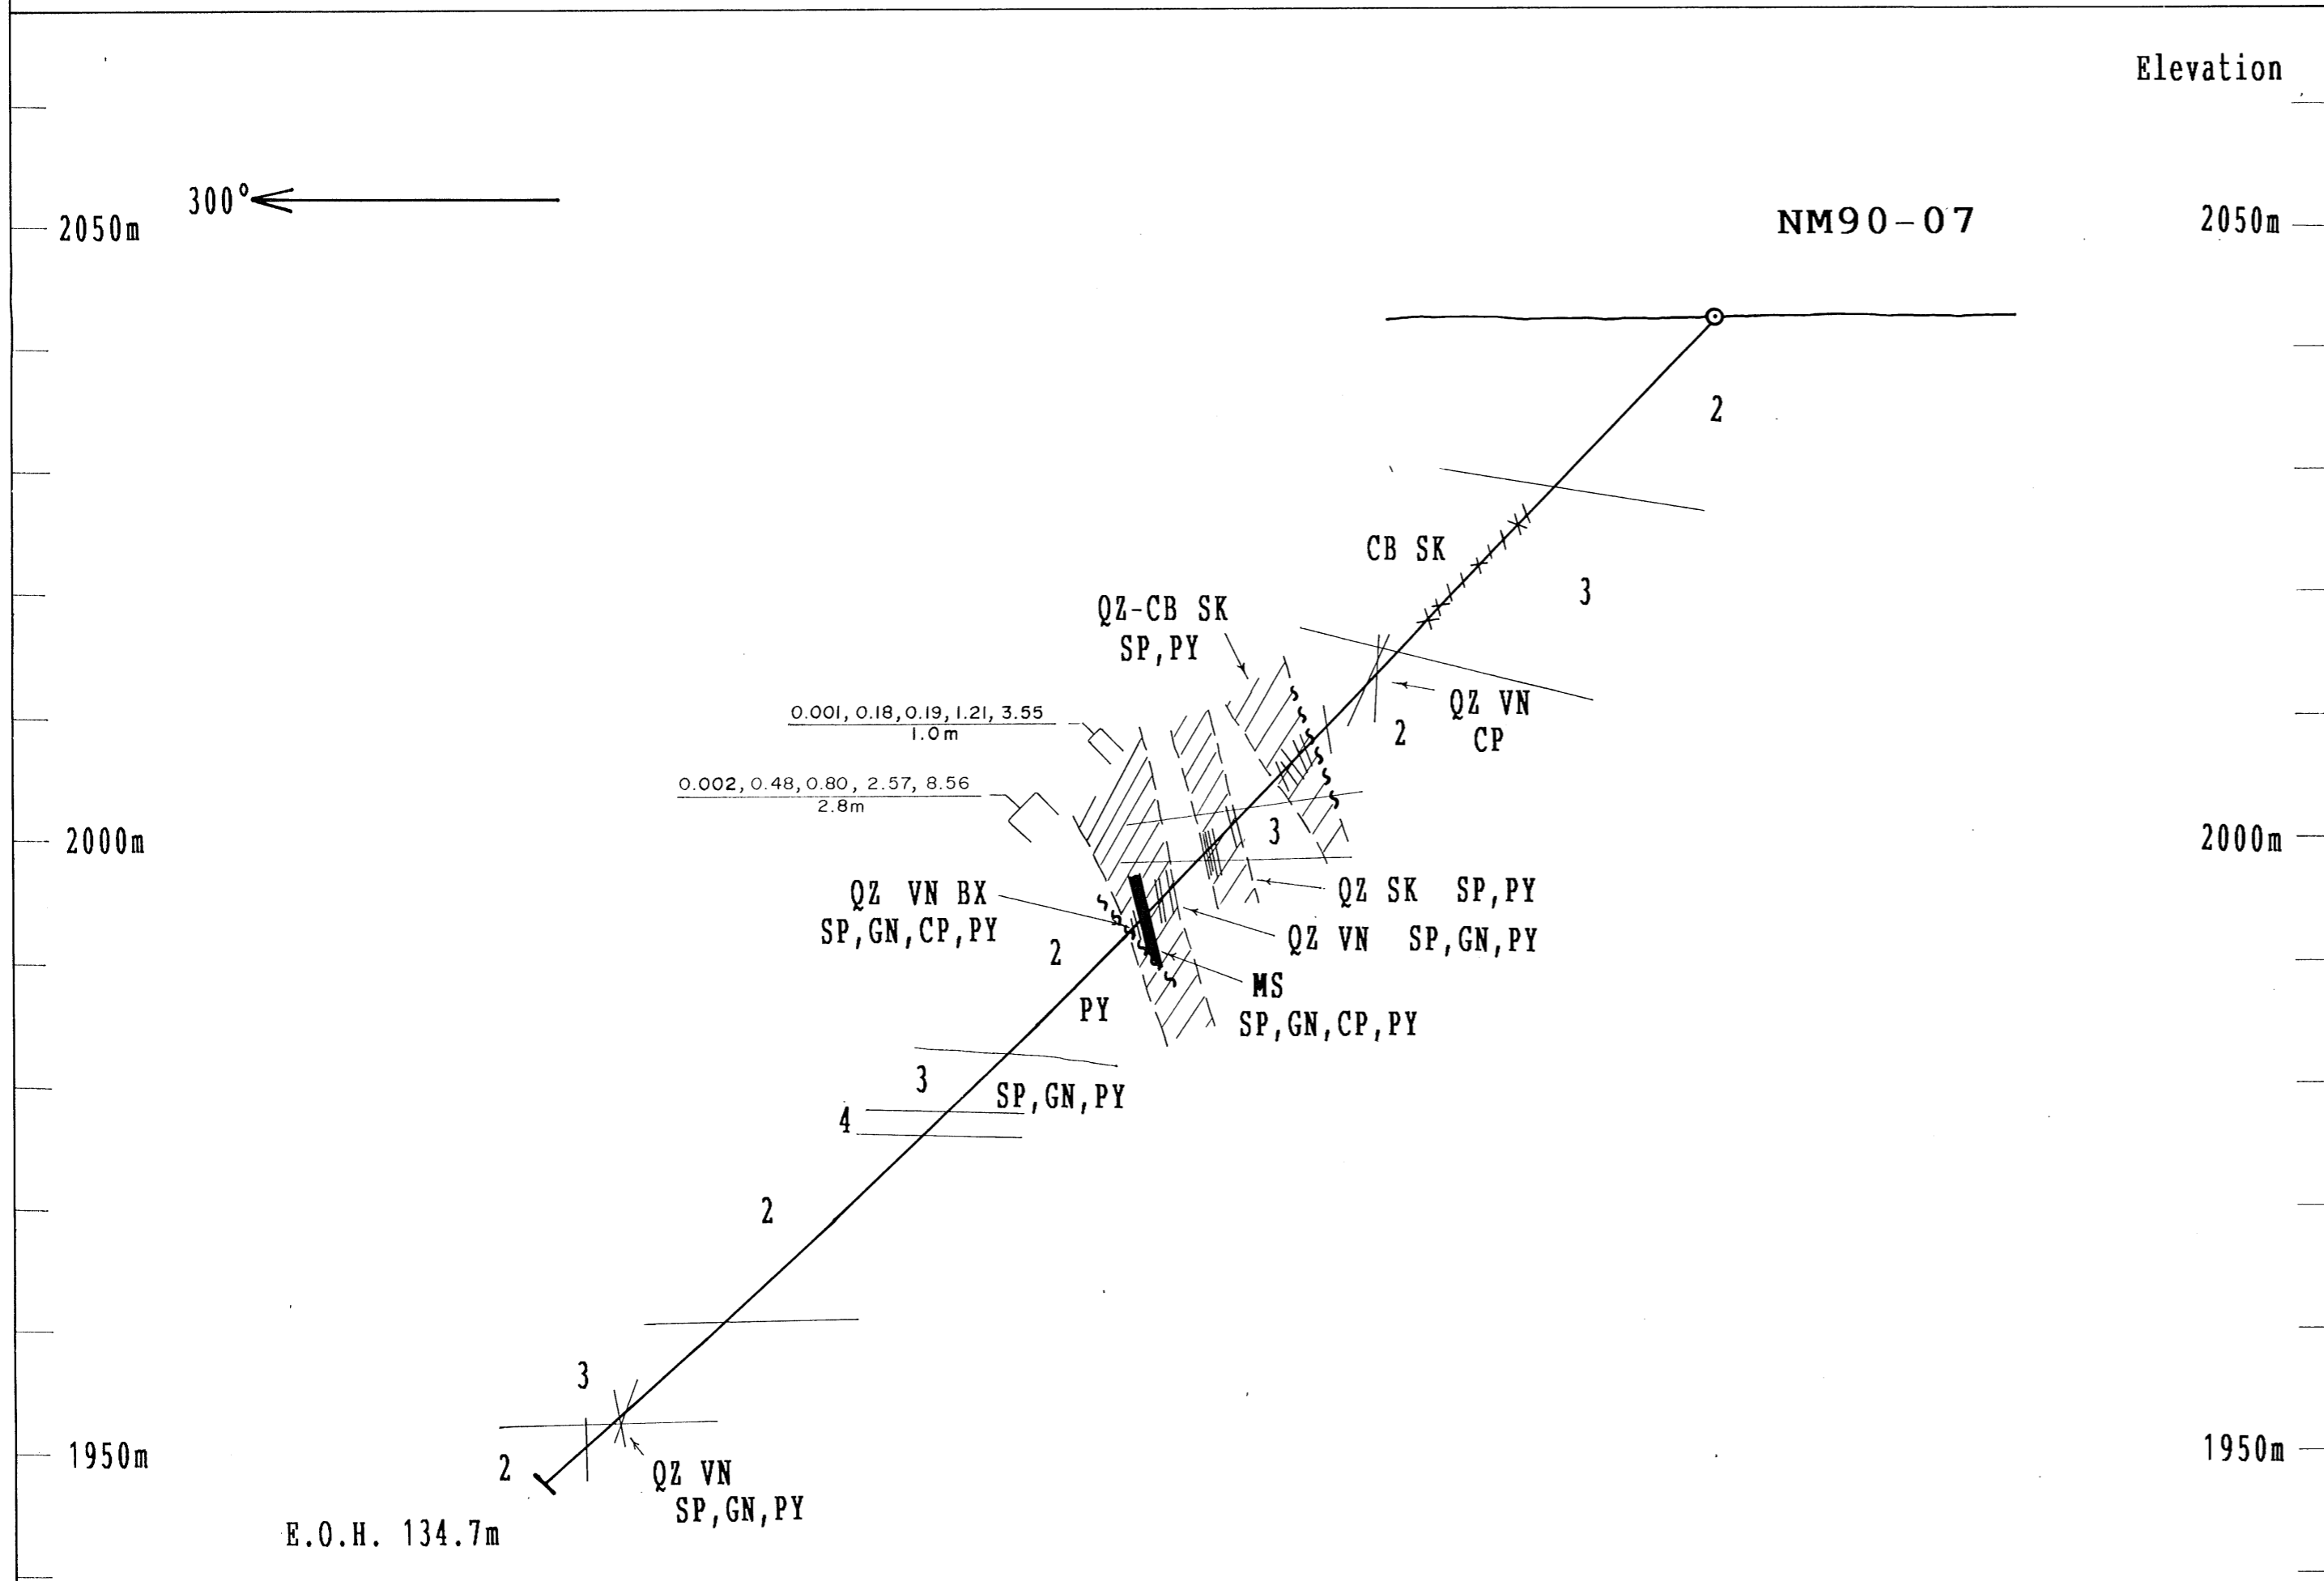 Elevation
300°
2050m
NM90-07
2050m
2
CB SK
3
QZ-CB SK
SP,PY
QZ VN
CP
2
0.001, 0.18, 0.19, 1.21, 3.55
1.0m
0.002, 0.48, 0.80, 2.57, 8.56
2.8m
2000m
3
2000m
QZ VN BX
SP,GN,CP,PY
QZ SK SP,PY
2
QZ VN SP,GN,PY
MS
SP,GN,CP,PY
PY
3
SP,GN,PY
4
2
3
1950m
2
QZ VN
SP,GN,PY
1950m
E.O.H. 134.7m